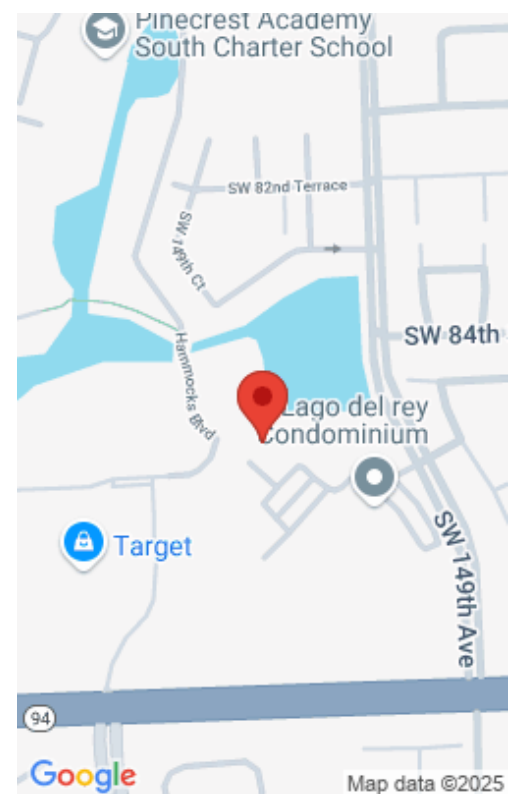 Pinecrest Academy
South Charter School
SW 82nd Terrace
SW 149th Ct
SW 84th
Hammocks Blvd
Lago del rey
Condominium
Target
SW 149th Ave
94
Google
Map data ©2025